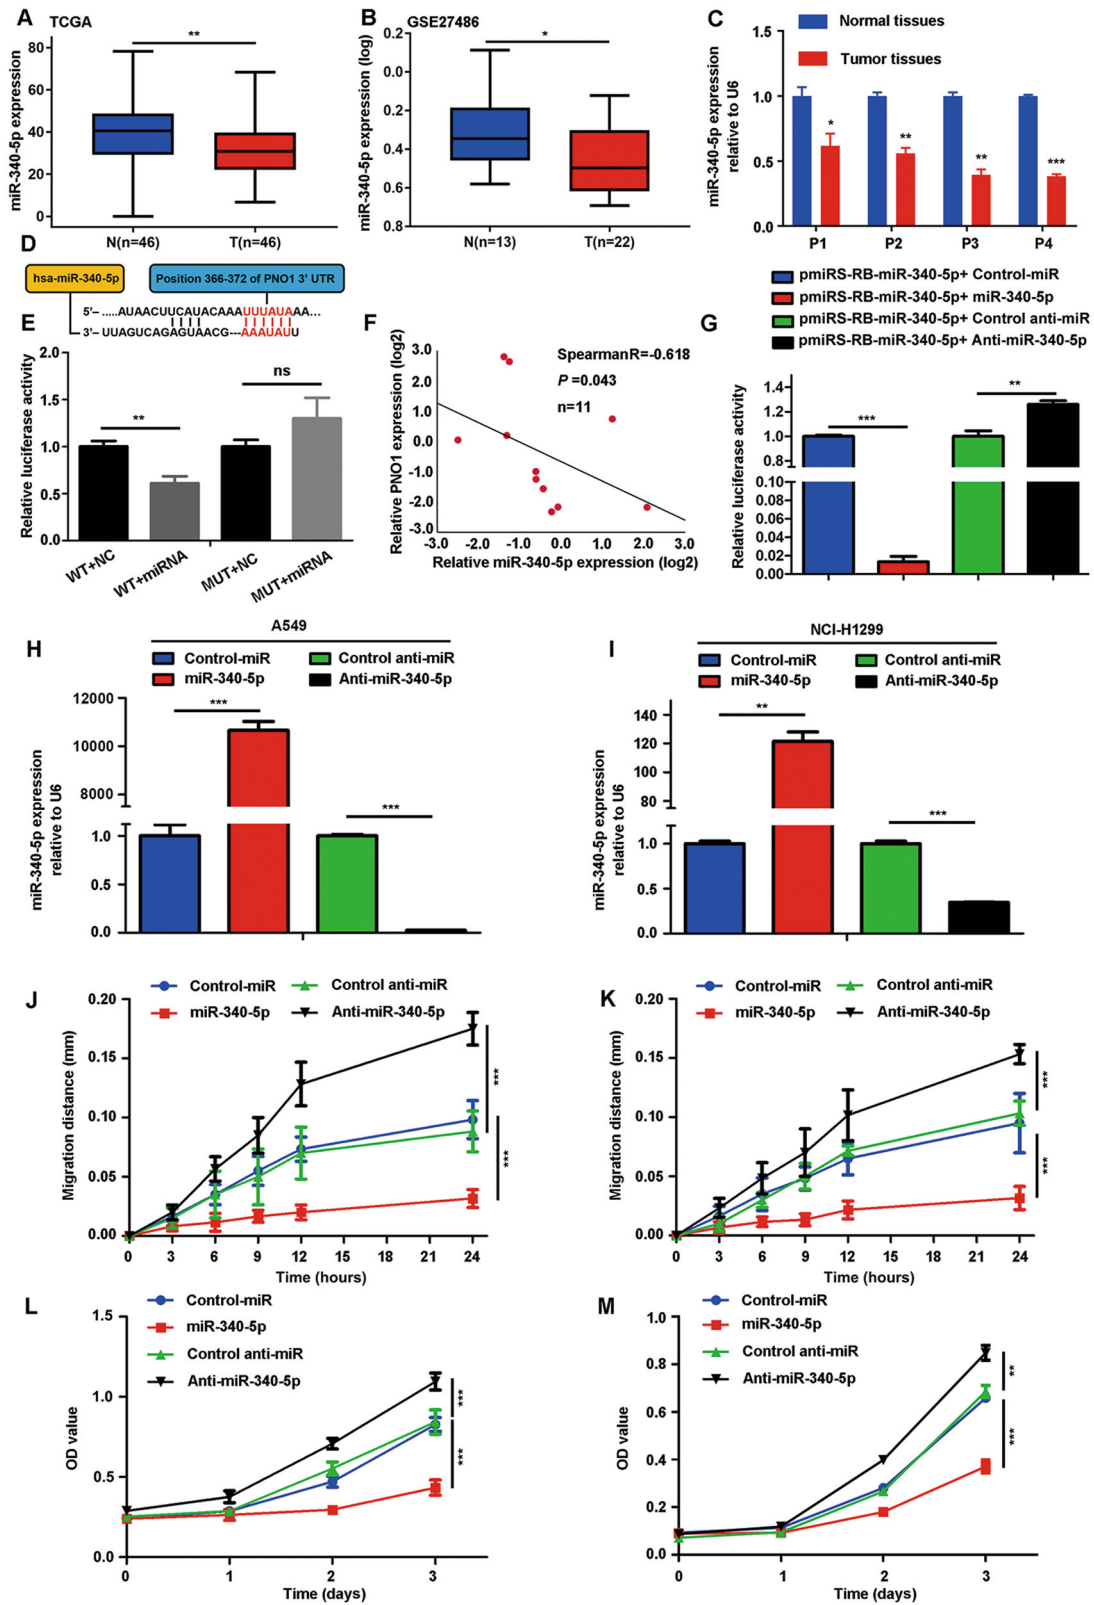 A TCGA
miR-340-5p expression
80
60
40
20
0
**
N(n=46) T(n=46)
B GSE27486
miR-340-5p expression (log)
0.2
0.0
0.2
0.4
0.6
0.8
*
N(n=13) T(n=22)
C
Normal tissues
Tumor tissues
miR-340-5p expression
relative to U6
1.5
1.0
0.5
0.0
* ** ** ***
P1 P2 P3 P4
D
hsa-miR-340-5p Position 366-372 of PNO1 3' UTR
5'– .....AUAACUUCAUACAAAUUUAUAAA...
3'– UUAGUCAGAGUAACG---AAAUAUU
E
Relative luciferase activity
2.0
1.5
1.0
0.5
0.0
** ns
WT+NC WT+miRNA MUT+NC MUT+miRNA
F
Relative PNO1 expression (log2)
3.0
2.0
1.0
0.0
-1.0
-2.0
-3.0
SpearmanR=-0.618
P =0.043
n=11
-3.0 -2.0 -1.0 0.0 1.0 2.0 3.0
Relative miR-340-5p expression (log2)
G
pmiRS-RB-miR-340-5p+ Control-miR
pmiRS-RB-miR-340-5p+ miR-340-5p
pmiRS-RB-miR-340-5p+ Control anti-miR
pmiRS-RB-miR-340-5p+ Anti-miR-340-5p
Relative luciferase activity
1.4
1.2
1.0
0.8
0.10
0.08
0.06
0.04
0.02
0.00
*** **
H
A549
Control-miR Control anti-miR
miR-340-5p Anti-miR-340-5p
miR-340-5p expression
relative to U6
12000
10000
8000
1.0
0.5
0.0
*** ***
I
NCI-H1299
Control-miR Control anti-miR
miR-340-5p Anti-miR-340-5p
miR-340-5p expression
relative to U6
140
120
100
80
1.0
0.5
0.0
** ***
J
Control-miR Control anti-miR
miR-340-5p Anti-miR-340-5p
Migration distance (mm)
0.20
0.15
0.10
0.05
0.00
***
***
0 3 6 9 12 15 18 21 24
Time (hours)
K
Control-miR Control anti-miR
miR-340-5p Anti-miR-340-5p
Migration distance (mm)
0.20
0.15
0.10
0.05
0.00
***
***
0 3 6 9 12 15 18 21 24
Time (hours)
L
Control-miR
miR-340-5p
Control anti-miR
Anti-miR-340-5p
OD value
1.5
1.0
0.5
0.0
***
***
0 1 2 3
Time (days)
M
Control-miR
miR-340-5p
Control anti-miR
Anti-miR-340-5p
OD value
1.0
0.8
0.6
0.4
0.2
0.0
**
***
0 1 2 3
Time (days)